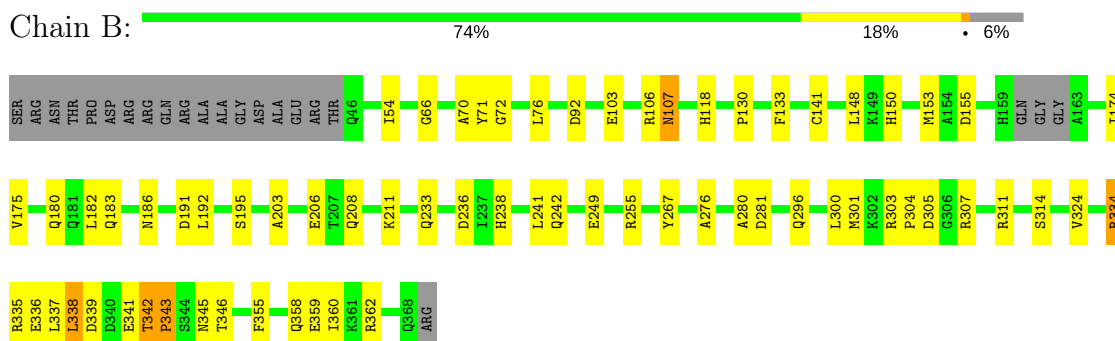 Chain B:
74% 18% • 6%
SER ARG ASN THR PRO ASP ARG ARG GLN ARG ALA ALA GLY ASP ALA GLU ARG THR Q46 I54 G66 A70 Y71 G72 L76 D92 E103 R106 N107 H118 P130 F133 C141 L148 K149 H150 M153 A154 D155 H159 GLN GLY GLY A163 I174
V175 Q180 Q181 L182 Q183 N186 D191 L192 S195 A203 E206 T207 Q208 K211 Q233 D236 I237 H238 L241 Q242 E249 R255 Y267 A276 A280 D281 Q296 L300 M301 K302 R303 P304 D305 G306 R307 R311 S314 V324
R335 E336 L337 L338 D339 D340 E341 T342 P343 S344 N345 T346 F355 Q358 E359 I360 K361 R362 Q368 ARG